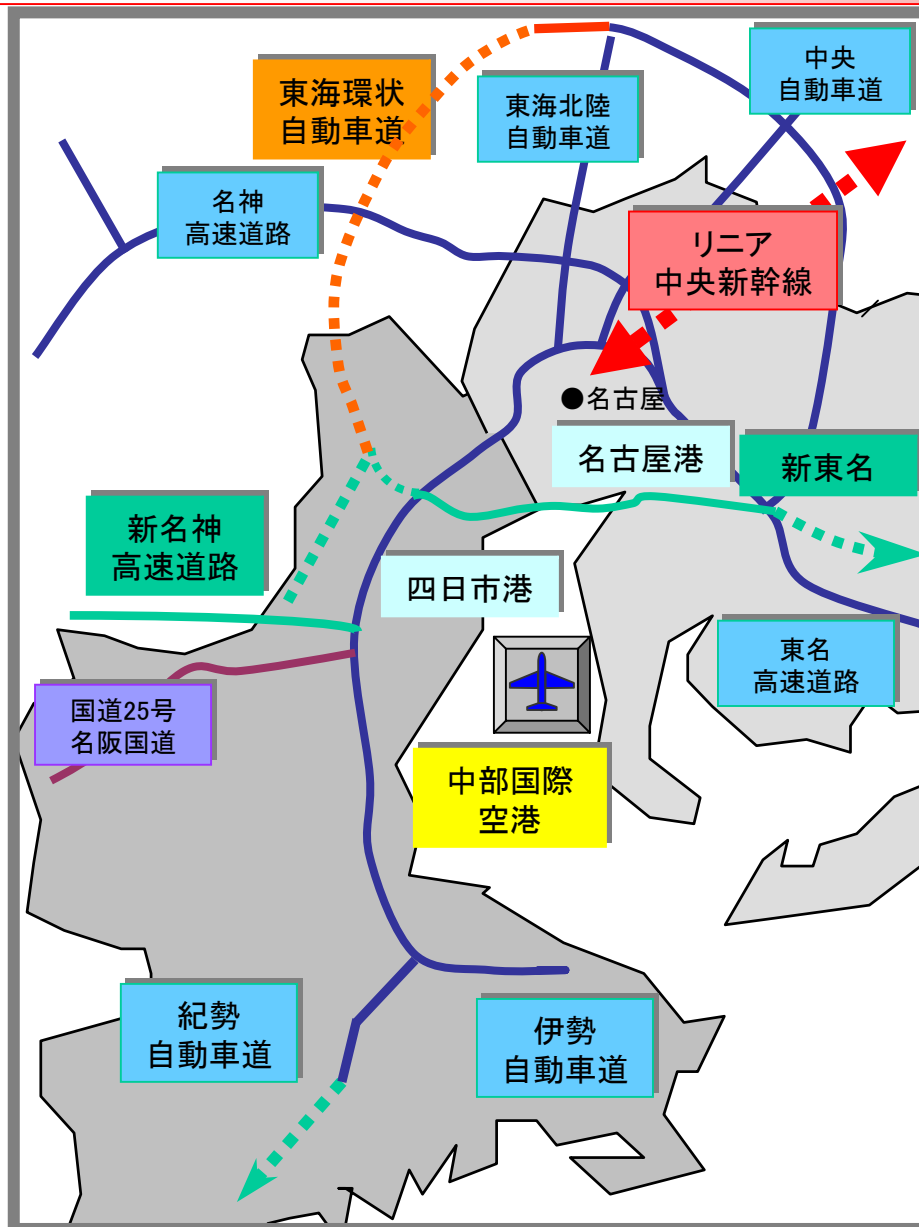 中央
自動車道
東海環状
自動車道
東海北陸
自動車道
名神
高速道路
リニア
中央新幹線
●名古屋
名古屋港
新東名
新名神
高速道路
四日市港
東名
高速道路
国道25号
名阪国道
中部国際
空港
紀勢
自動車道
伊勢
自動車道